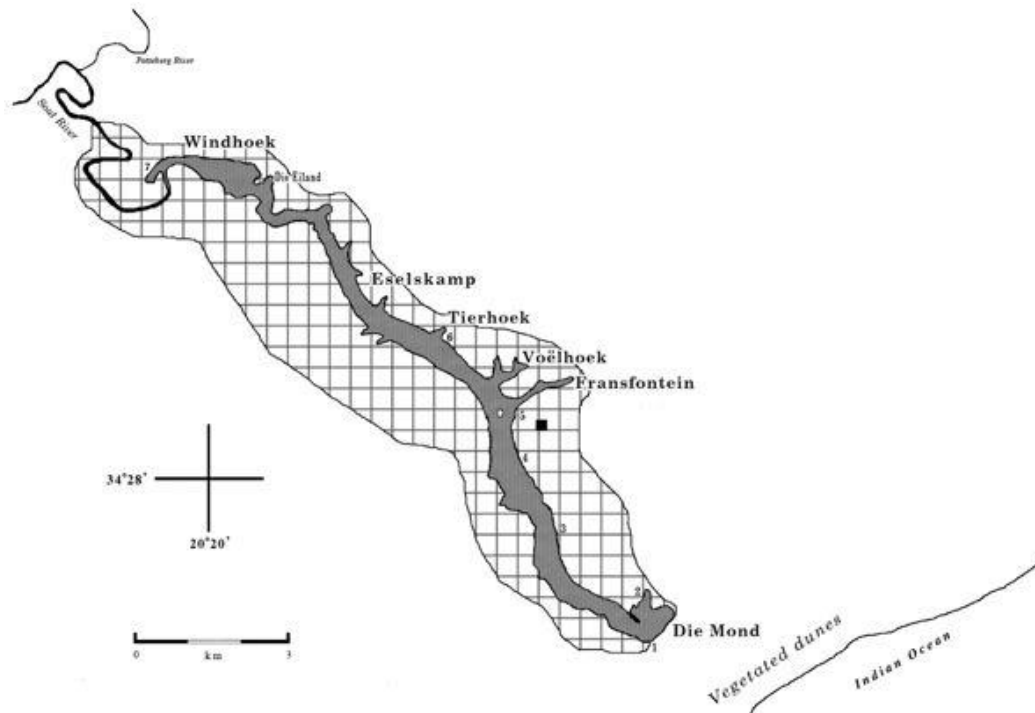 Potteberg River
Sout River
Windhoek
7
Die Eiland
Eselskamp
Tierhoek
6
Voëlhoek
Fransfontein
5
4
34°28'
20°20'
3
2
Die Mond
1
0 3
km
Vegetated dunes
Indian Ocean